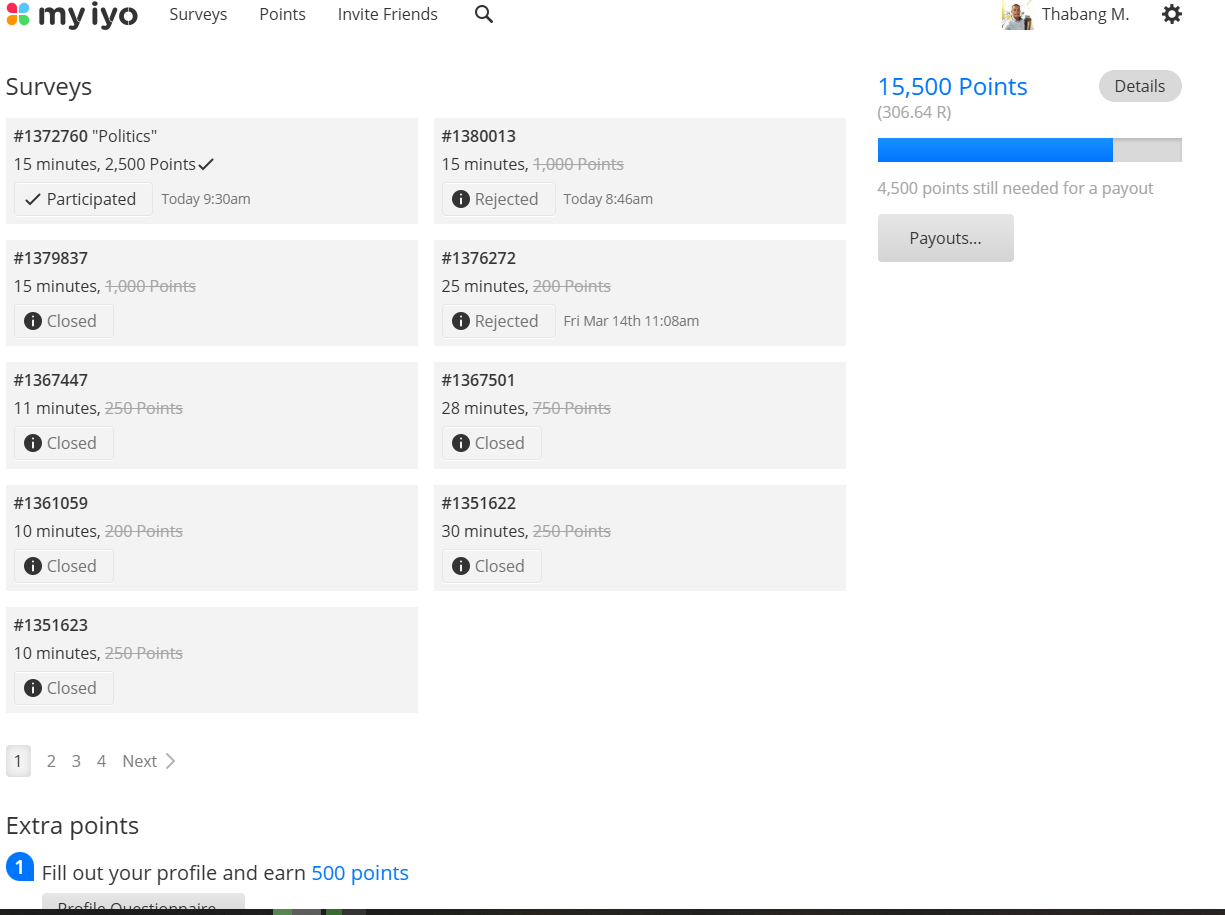 my iyo Surveys Points Invite Friends Thabang M.
Surveys
#1372760 "Politics"
15 minutes, 2,500 Points
Participated Today 9:30am
#1380013
15 minutes, 1,000 Points
Rejected Today 8:46am
#1379837
15 minutes, 1,000 Points
Closed
#1376272
25 minutes, 200 Points
Rejected Fri Mar 14th 11:08am
#1367447
11 minutes, 250 Points
Closed
#1367501
28 minutes, 750 Points
Closed
#1361059
10 minutes, 200 Points
Closed
#1351622
30 minutes, 250 Points
Closed
#1351623
10 minutes, 250 Points
Closed
1 2 3 4 Next
15,500 Points Details
(306.64 R)
4,500 points still needed for a payout
Payouts...
Extra points
1 Fill out your profile and earn 500 points
Profile Questionnaire